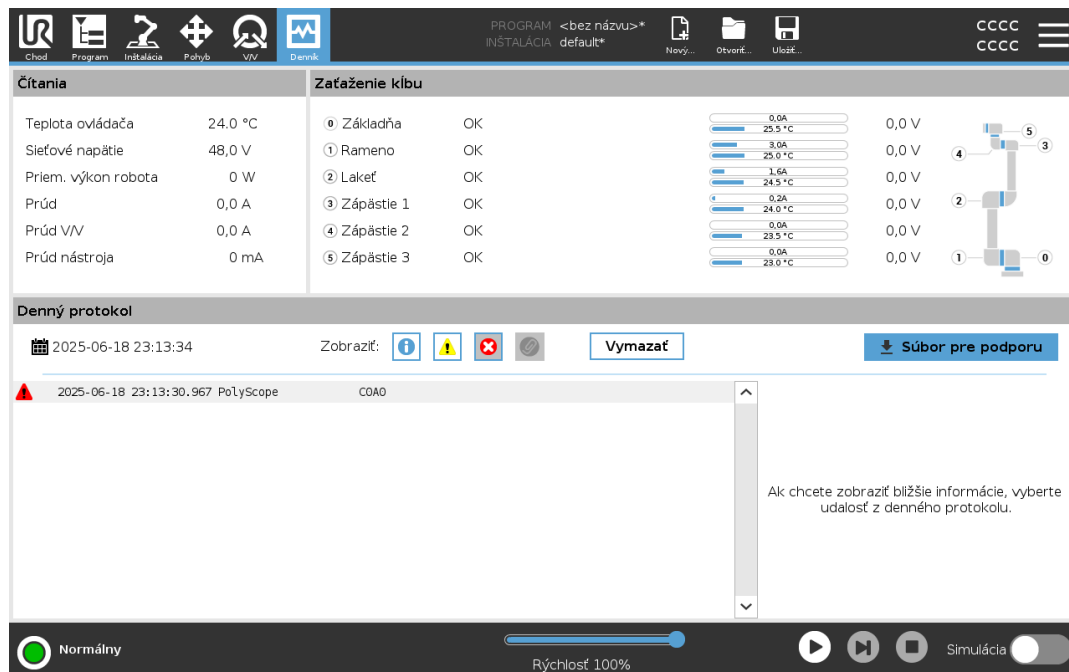 PROGRAM <bez názvu>*
INŠTALÁCIA default*
CCCC
CCCC
Chod Program Inštalácia Pohyb V/V Denník Nový... Otvoriť... Uložiť...
Čítania
Zaťaženie kĺbu
Teplota ovládača 24.0 °C
Sieťové napätie 48,0 V
Priem. výkon robota 0 W
Prúd 0,0 A
Prúd V/V 0,0 A
Prúd nástroja 0 mA
0 Základňa OK 0,0A 25.5 °C 0,0 V
1 Rameno OK 3,0A 25.0 °C 0,0 V
2 Lakeť OK 1,6A 24.5 °C 0,0 V
3 Zápästie 1 OK 0,2A 24.0 °C 0,0 V
4 Zápästie 2 OK 0,0A 23.5 °C 0,0 V
5 Zápästie 3 OK 0,0A 23.0 °C 0,0 V
5
3
4
2
1 0
Denný protokol
2025-06-18 23:13:34 Zobraziť: Vymazať Súbor pre podporu
2025-06-18 23:13:30.967 PolyScope C0A0
Ak chcete zobraziť bližšie informácie, vyberte
udalosť z denného protokolu.
Normálny
Rýchlosť 100%
Simulácia